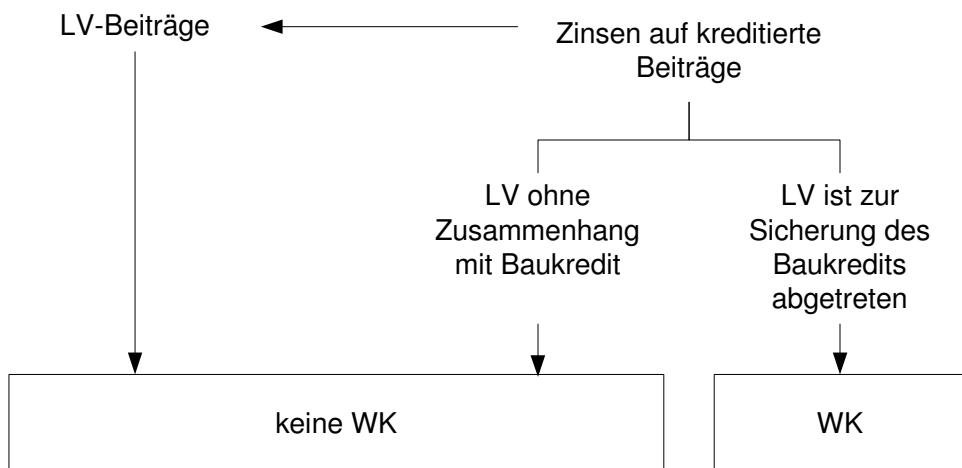 LV-Beiträge
Zinsen auf kreditierte
Beiträge
LV ohne
Zusammenhang
mit Baukredit
LV ist zur
Sicherung des
Baukredits
abgetreten
keine WK
WK